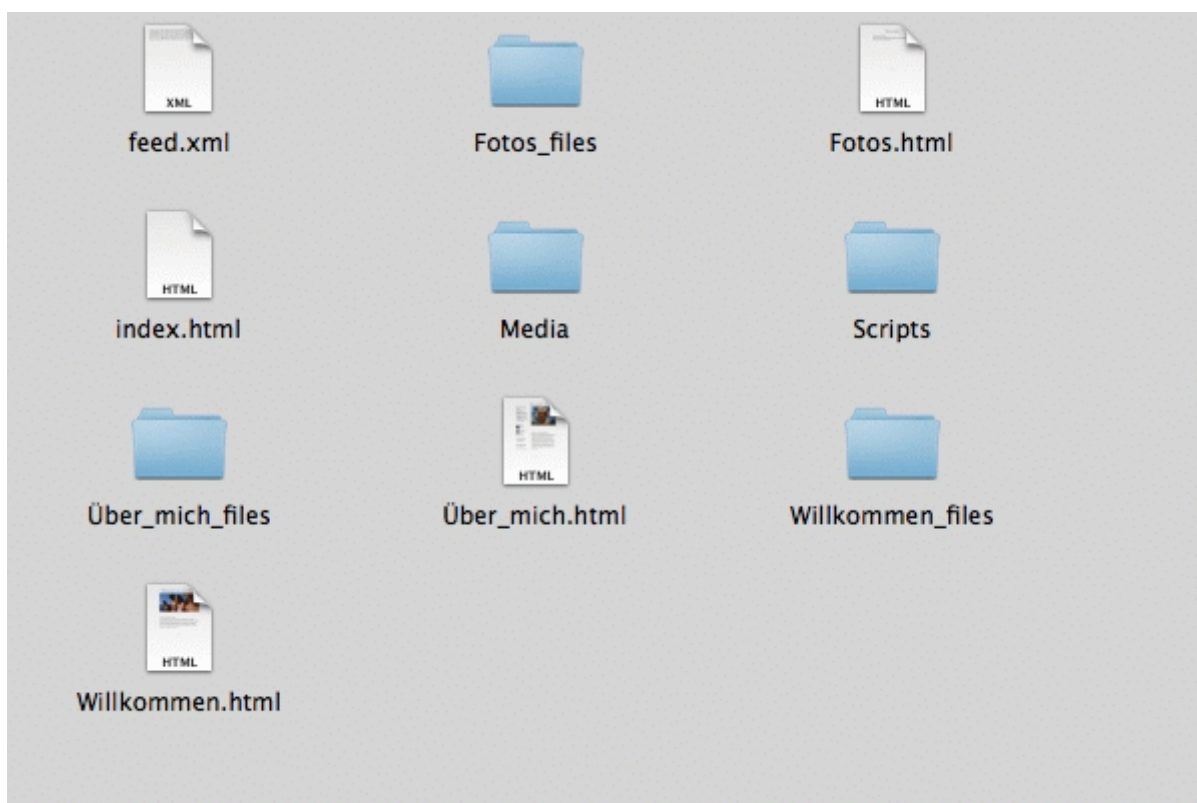 XML
feed.xml
Fotos_files
HTML
Fotos.html
HTML
index.html
Media
Scripts
Über_mich_files
HTML
Über_mich.html
Willkommen_files
HTML
Willkommen.html